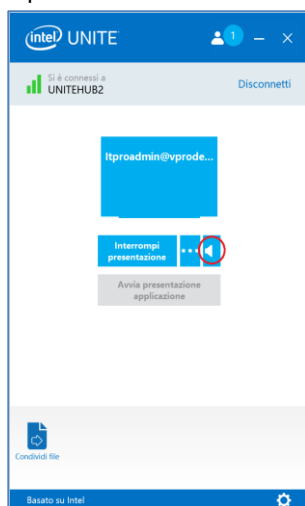 intel UNITE
1
Si è connessi a
UNITEHUB2
Disconnetti
Itproadmin@vprode...
Interrompi
presentazione
Avvia presentazione
applicazione
Condividi file
Basato su Intel